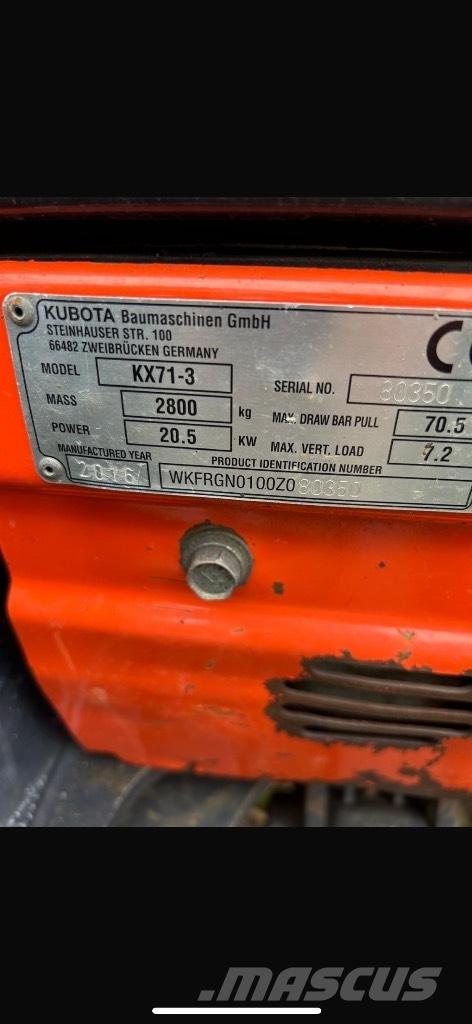 KUBOTA Baumaschinen GmbH
STEINHAUSER STR. 100
66482 ZWEIBRÜCKEN GERMANY
MODEL KX71-3
SERIAL NO. 80350
MASS 2800 kg
MAX. DRAW BAR PULL 70.5
POWER 20.5 KW
MAX. VERT. LOAD 7.2
MANUFACTURED YEAR 2016
PRODUCT IDENTIFICATION NUMBER
WKFRGN0100Z080350
MASCUS